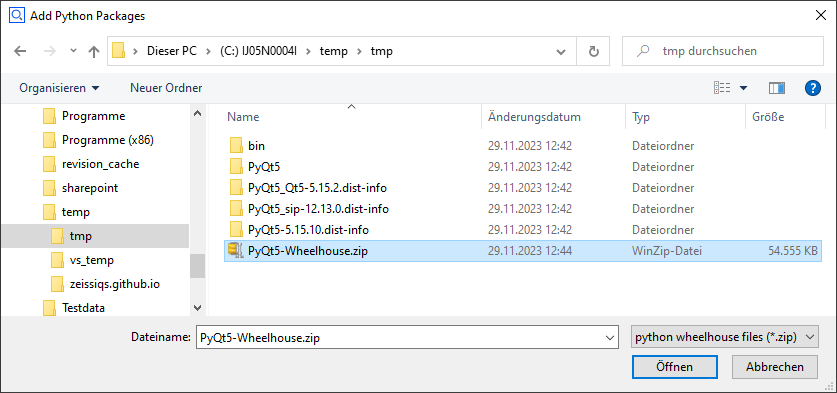 Add Python Packages
Dieser PC > (C:) IJ05N0004I > temp > tmp
tmp durchsuchen
Organisieren
Neuer Ordner
Programme
Programme (x86)
revision_cache
sharepoint
temp
tmp
vs_temp
zeissiqs.github.io
Testdata
Name Änderungsdatum Typ Größe
bin 29.11.2023 12:42 Dateiordner
PyQt5 29.11.2023 12:42 Dateiordner
PyQt5_Qt5-5.15.2.dist-info 29.11.2023 12:42 Dateiordner
PyQt5_sip-12.13.0.dist-info 29.11.2023 12:42 Dateiordner
PyQt5-5.15.10.dist-info 29.11.2023 12:42 Dateiordner
PyQt5-Wheelhouse.zip 29.11.2023 12:44 WinZip-Datei 54.555 KB
Dateiname: PyQt5-Wheelhouse.zip
python wheelhouse files (*.zip)
Öffnen
Abbrechen